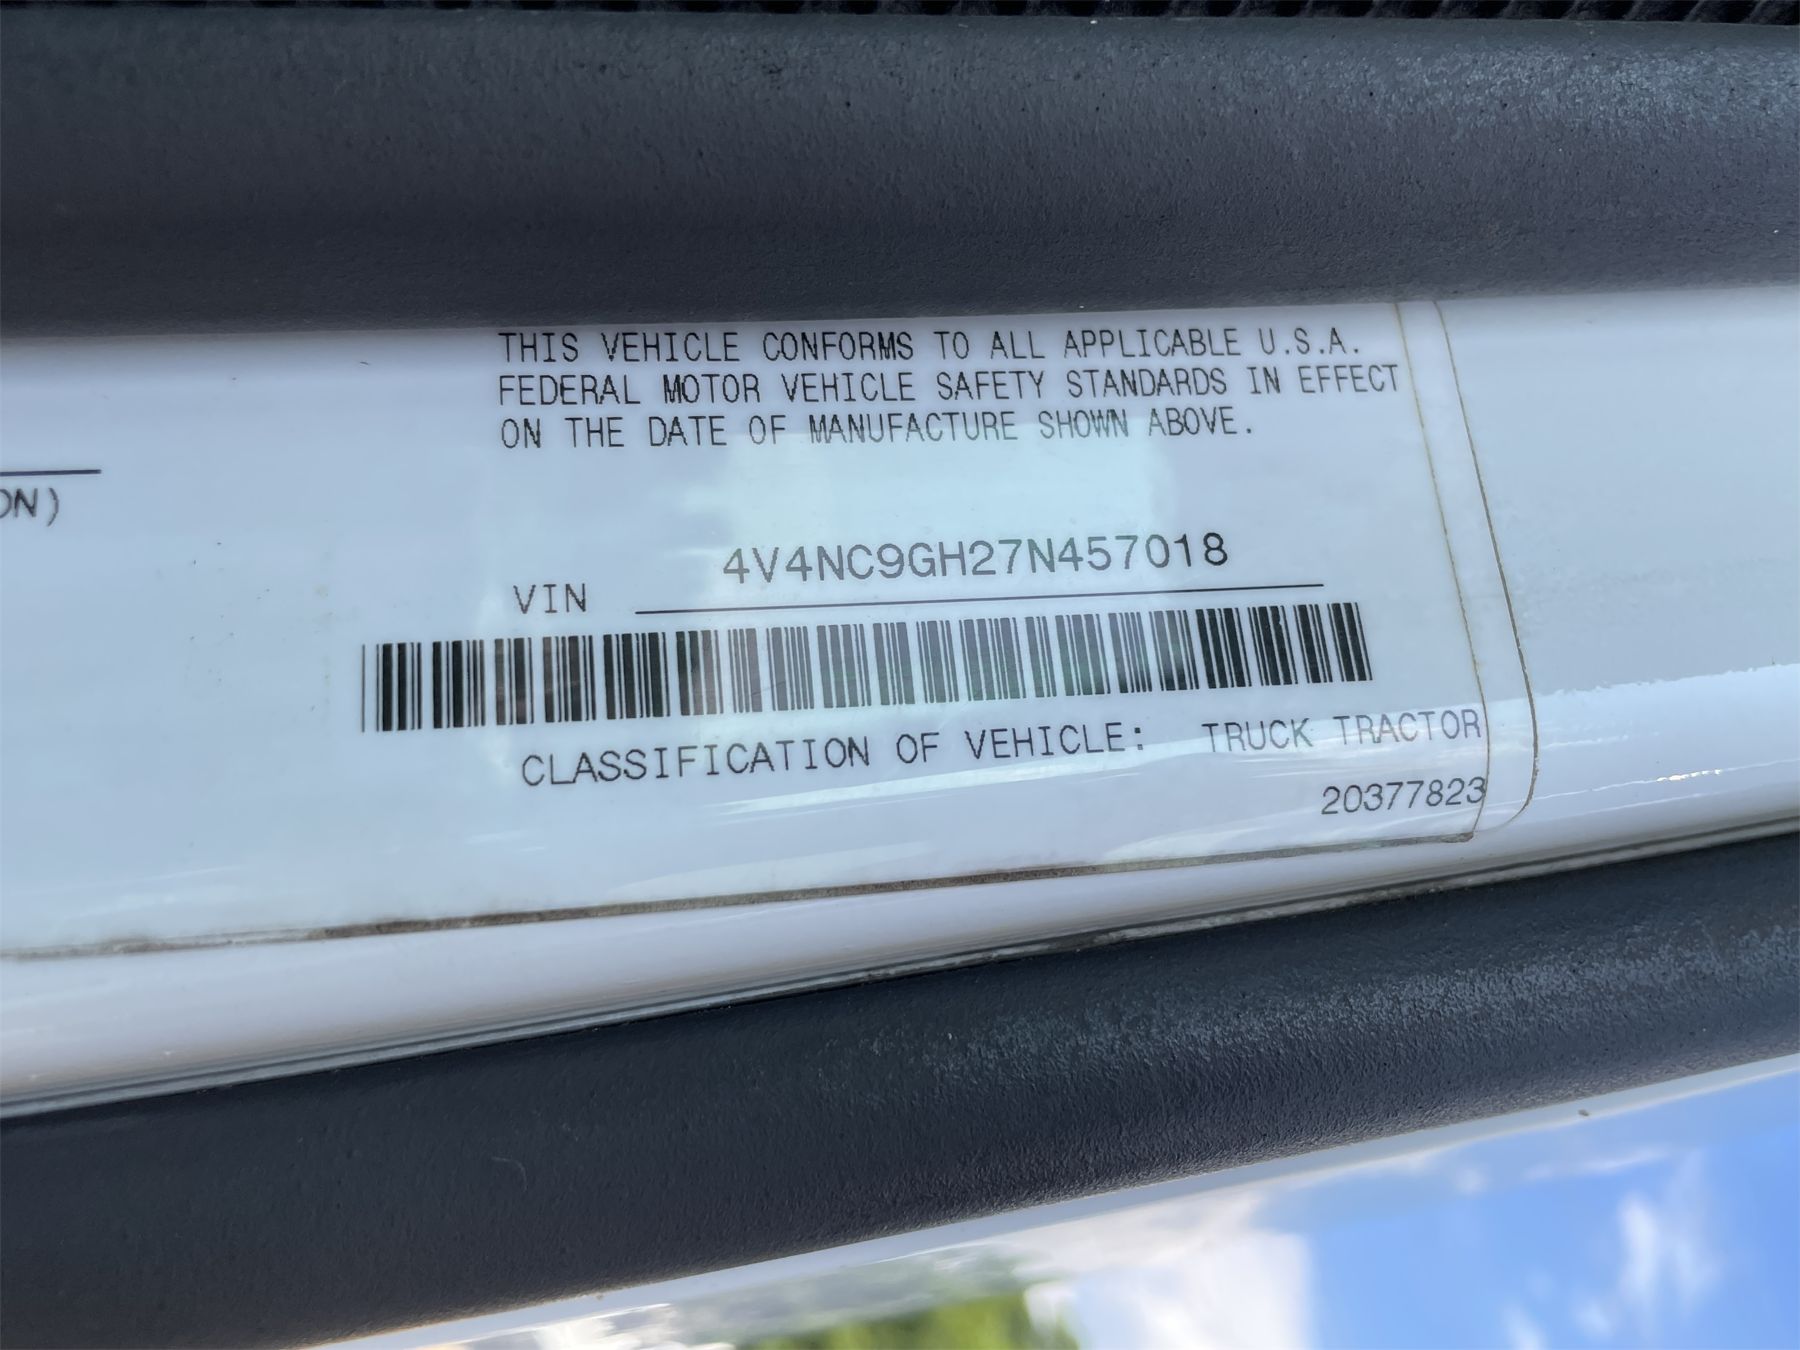 THIS VEHICLE CONFORMS TO ALL APPLICABLE U.S.A.
FEDERAL MOTOR VEHICLE SAFETY STANDARDS IN EFFECT
ON THE DATE OF MANUFACTURE SHOWN ABOVE.
ON)
VIN 4V4NC9GH27N457018
CLASSIFICATION OF VEHICLE: TRUCK TRACTOR
20377823